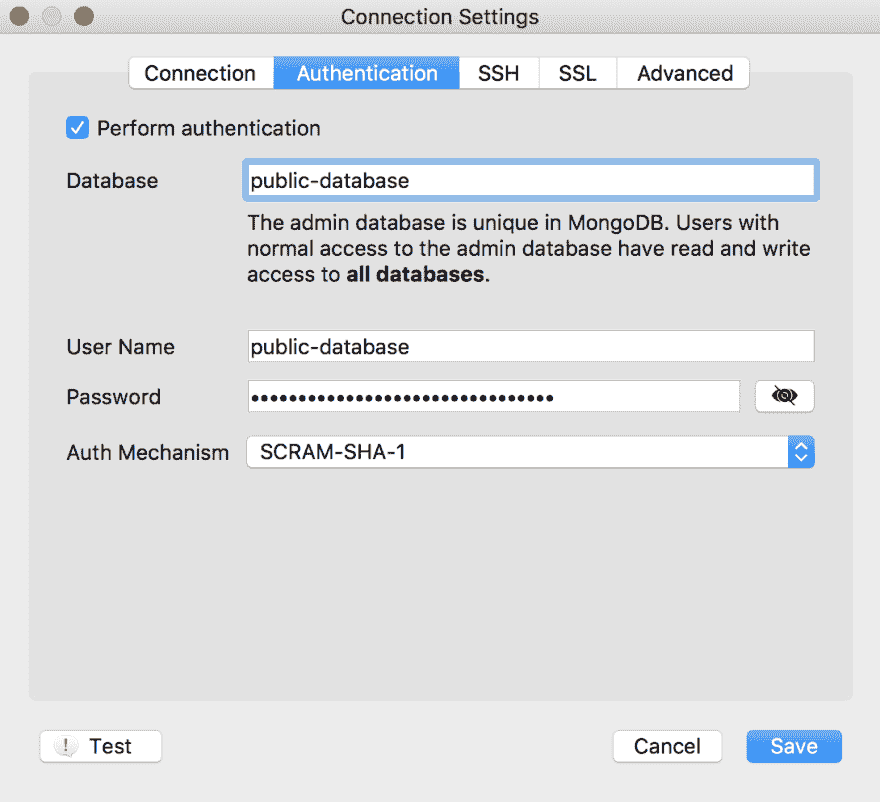 Connection Settings
Connection Authentication SSH SSL Advanced
Perform authentication
Database public-database
The admin database is unique in MongoDB. Users with
normal access to the admin database have read and write
access to all databases.
User Name public-database
Password ••••••••••••••••••••••••••••••••
Auth Mechanism SCRAM-SHA-1
! Test Cancel Save